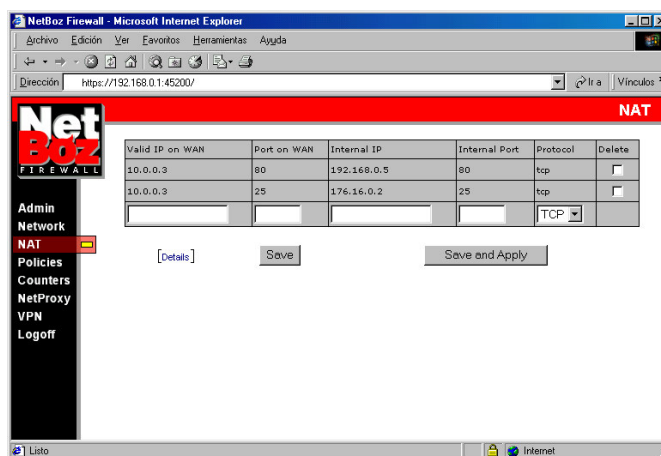 NetBoz Firewall - Microsoft Internet Explorer
Archivo Edición Ver Favoritos Herramientas Ayuda
Dirección https://192.168.0.1:45200/ Ir a Vínculos
Net
Boz
FIREWALL
NAT
Valid IP on WAN Port on WAN Internal IP Internal Port Protocol Delete
10.0.0.3 80 192.168.0.5 80 tcp
10.0.0.3 25 176.16.0.2 25 tcp
TCP
[Details] Save Save and Apply
Admin
Network
NAT
Policies
Counters
NetProxy
VPN
Logoff
Listo Internet